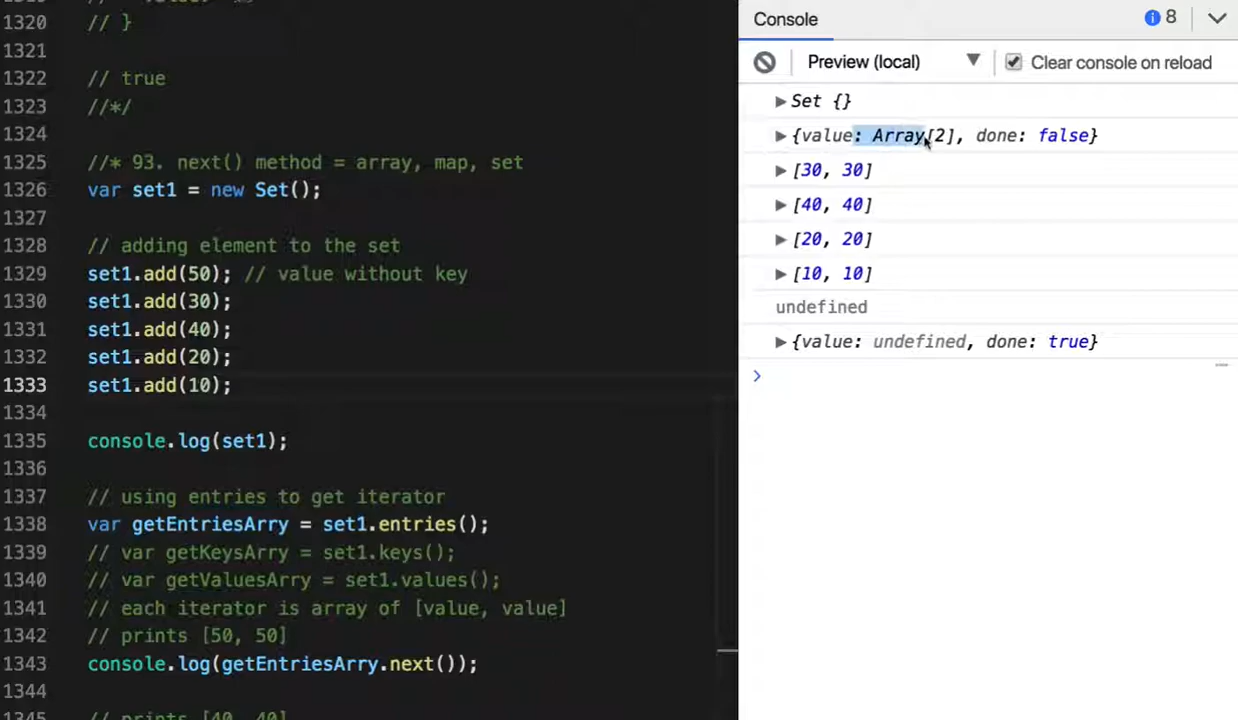 1320 // }
1321
1322 // true
1323 //*/
1324
1325 //* 93. next() method = array, map, set
1326 var set1 = new Set();
1327
1328 // adding element to the set
1329 set1.add(50); // value without key
1330 set1.add(30);
1331 set1.add(40);
1332 set1.add(20);
1333 set1.add(10);
1334
1335 console.log(set1);
1336
1337 // using entries to get iterator
1338 var getEntriesArry = set1.entries();
1339 // var getKeysArry = set1.keys();
1340 // var getValuesArry = set1.values();
1341 // each iterator is array of [value, value]
1342 // prints [50, 50]
1343 console.log(getEntriesArry.next());
1344
1345 // prints [40, 40]
Console
8
Preview (local)
Clear console on reload
Set {}
{value: Array[2], done: false}
[30, 30]
[40, 40]
[20, 20]
[10, 10]
undefined
{value: undefined, done: true}